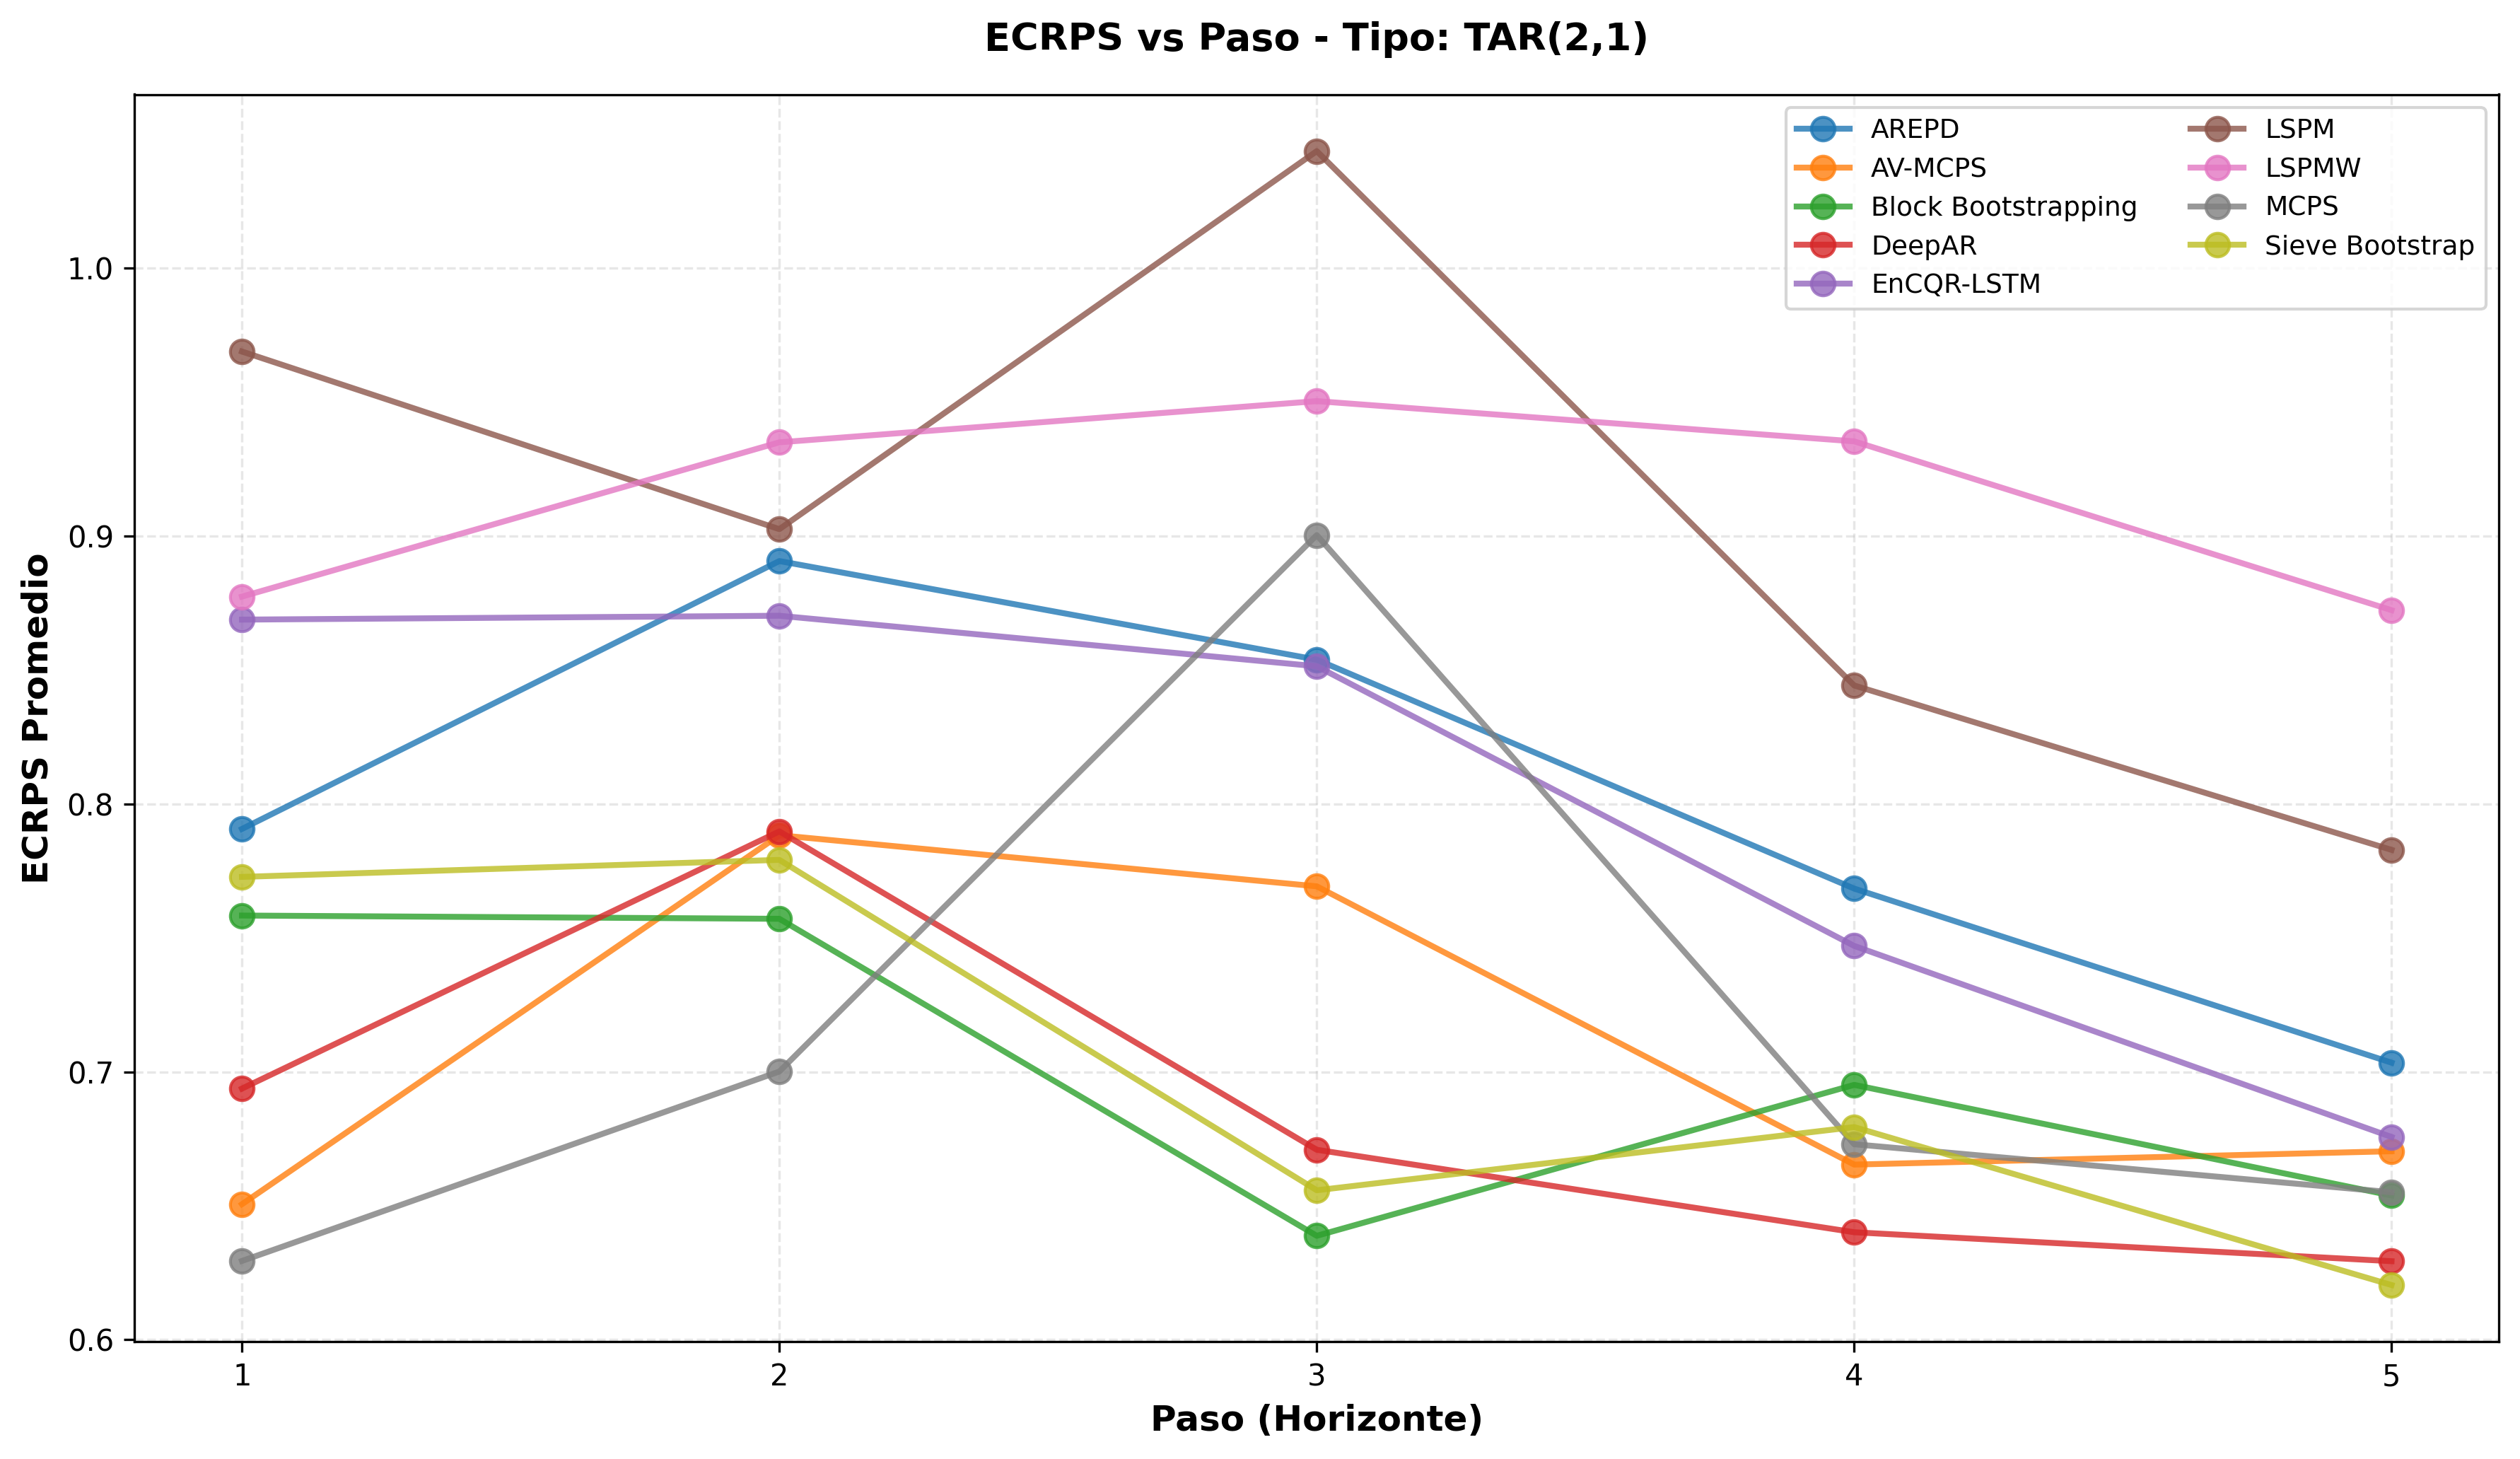 ECRPS vs Paso - Tipo: TAR(2,1)
AREPD
AV-MCPS
Block Bootstrapping
DeepAR
EnCQR-LSTM
LSPM
LSPMW
MCPS
Sieve Bootstrap
ECRPS Promedio
1.0
0.9
0.8
0.7
0.6
1 2 3 4 5
Paso (Horizonte)